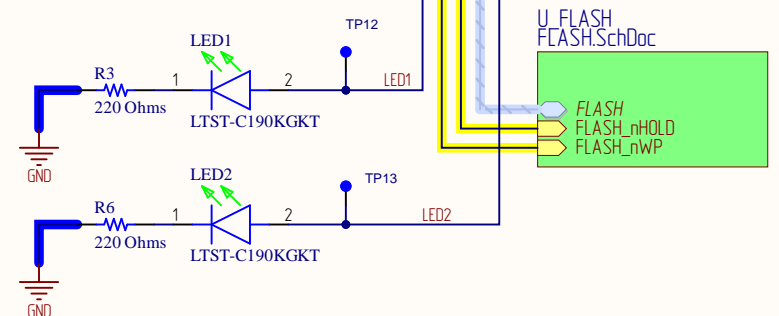 U_FLASH
FLASH.SchDoc
TP12
LED1
R3
1
2
LED1
220 Ohms
LTST-C190KGKT
GND
FLASH
FLASH_nHOLD
FLASH_nWP
LED2
TP13
R6
1
2
LED2
220 Ohms
LTST-C190KGKT
GND